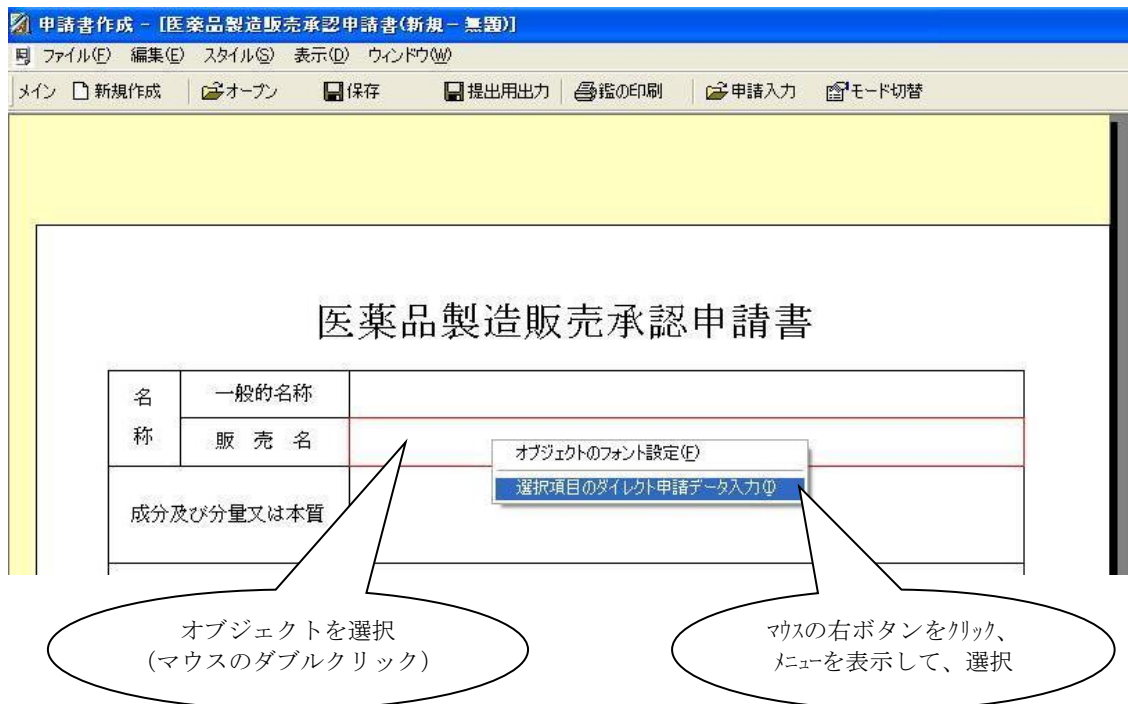 申請書作成 - [医薬品製造販売承認申請書(新規－無題)]
ファイル(F) 編集(E) スタイル(S) 表示(D) ウィンドウ(W)
メイン 新規作成 オープン 保存 提出用出力 鑑の印刷 申請入力 モード切替
医薬品製造販売承認申請書
名称 一般的名称
販売名
オブジェクトのフォント設定(F)
選択項目のダイレクト申請データ入力(I)
成分及び分量又は本質
オブジェクトを選択
(マウスのダブルクリック)
ﾏｳｽの右ボタンをｸﾘｯｸ、
ﾒﾆｭｰを表示して、選択